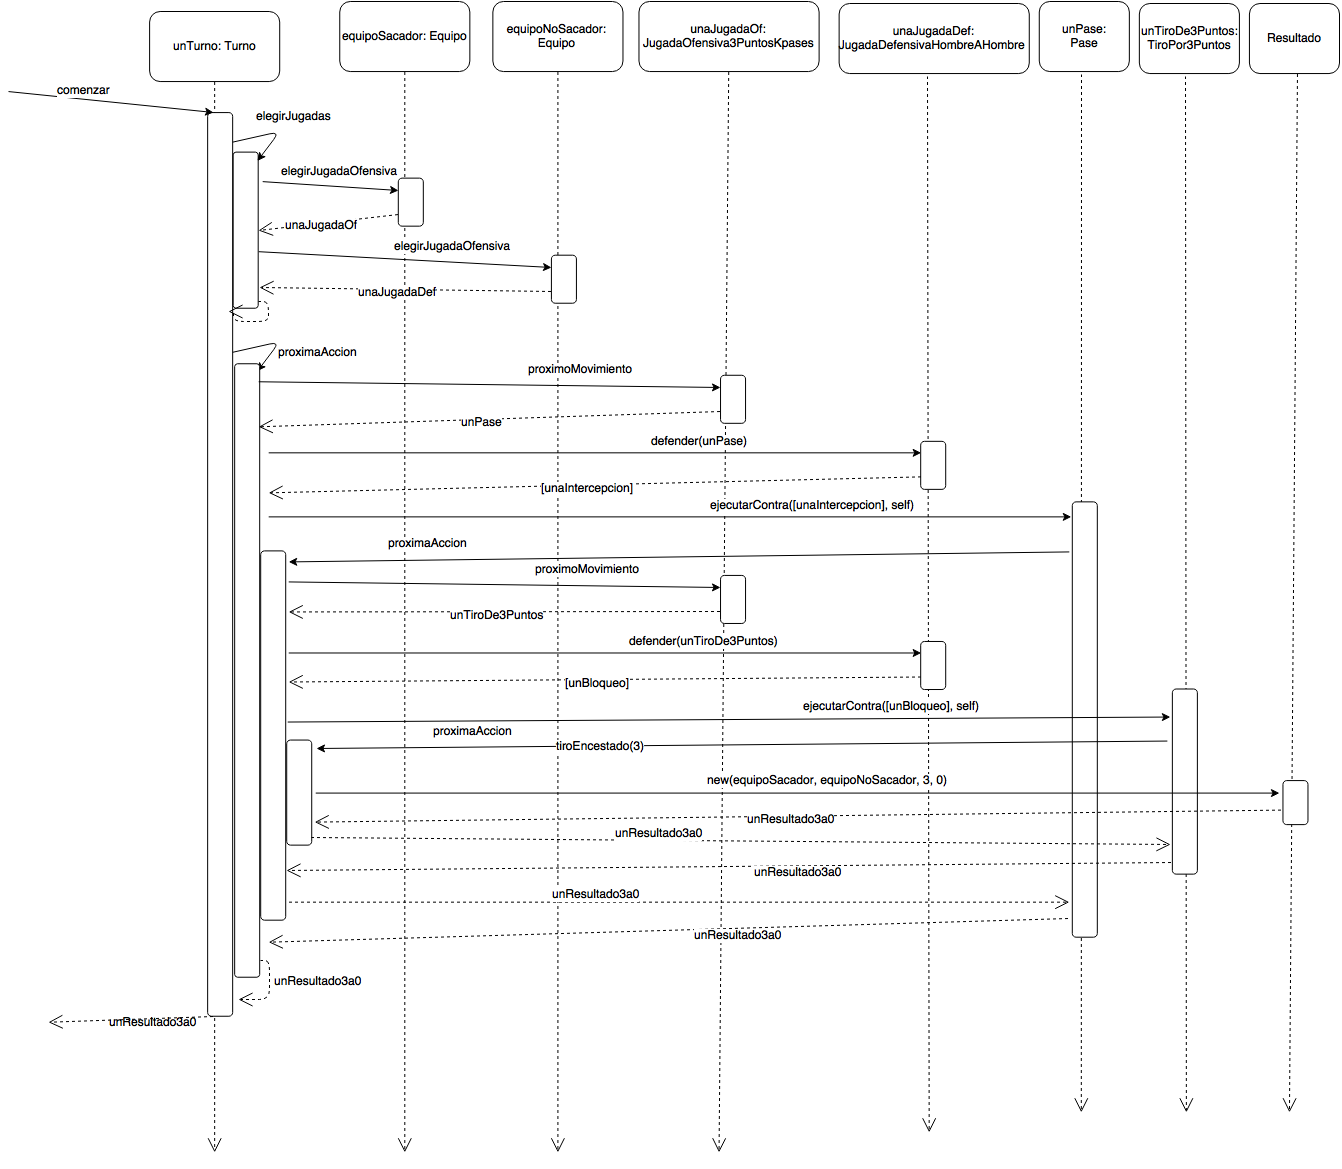 unTurno: Turno
equipoSacador: Equipo
equipoNoSacador:
Equipo
unaJugadaOf:
JugadaOfensiva3PuntosKpases
unaJugadaDef:
JugadaDefensivaHombreAHombre
unPase:
Pase
unTiroDe3Puntos:
TiroPor3Puntos
Resultado
comenzar
elegirJugadas
elegirJugadaOfensiva
unaJugadaOf
elegirJugadaOfensiva
unaJugadaDef
proximaAccion
proximoMovimiento
unPase
defender(unPase)
[unaIntercepcion]
ejecutarContra([unaIntercepcion], self)
proximaAccion
proximoMovimiento
unTiroDe3Puntos
defender(unTiroDe3Puntos)
[unBloqueo]
ejecutarContra([unBloqueo], self)
proximaAccion
tiroEncestado(3)
new(equipoSacador, equipoNoSacador, 3, 0)
unResultado3a0
unResultado3a0
unResultado3a0
unResultado3a0
unResultado3a0
unResultado3a0
unResultado3a0